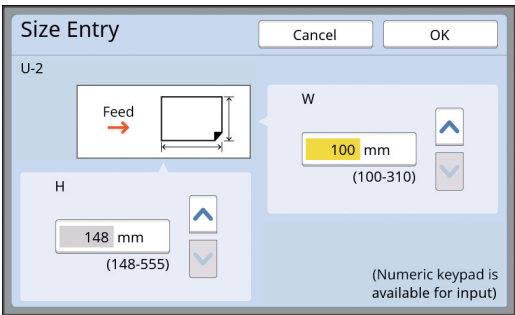 Size Entry
Cancel
OK
U-2
Feed
W
100 mm
(100-310)
H
148 mm
(148-555)
(Numeric keypad is
available for input)